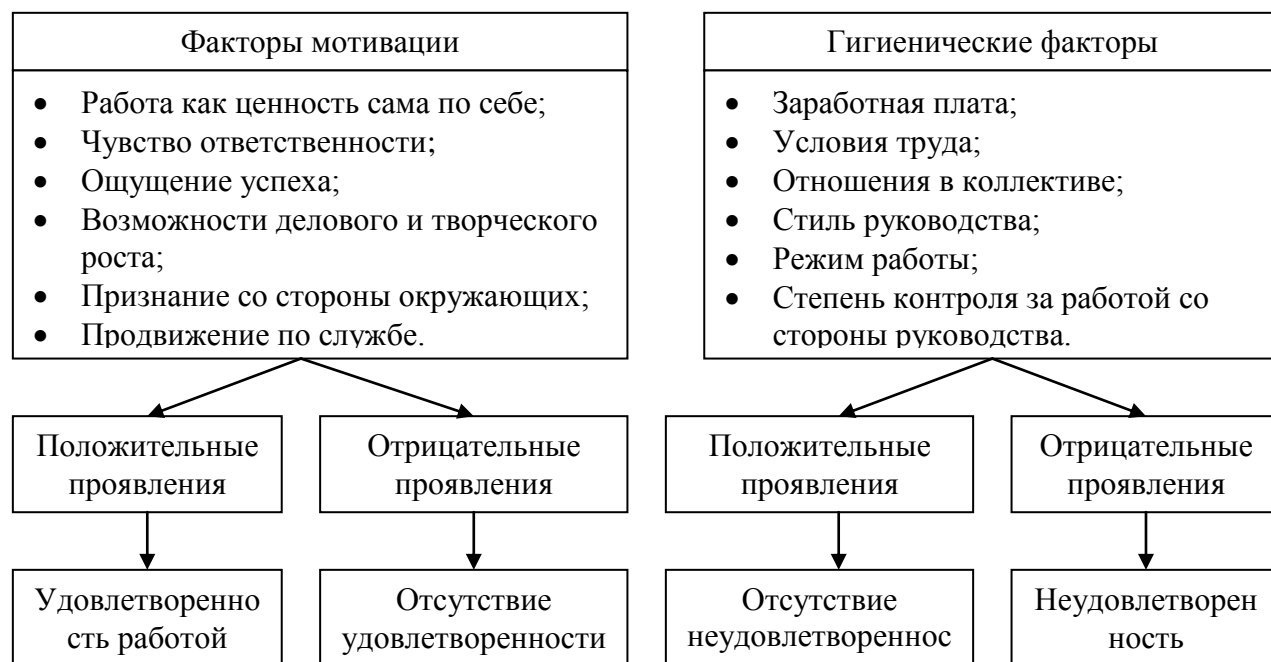 Факторы мотивации
• Работа как ценность сама по себе;
• Чувство ответственности;
• Ощущение успеха;
• Возможности делового и творческого
роста;
• Признание со стороны окружающих;
• Продвижение по службе.
Гигиенические факторы
• Заработная плата;
• Условия труда;
• Отношения в коллективе;
• Стиль руководства;
• Режим работы;
• Степень контроля за работой со
стороны руководства.
Положительные
проявления
Отрицательные
проявления
Положительные
проявления
Отрицательные
проявления
Удовлетворенно
сть работой
Отсутствие
удовлетворенности
Отсутствие
неудовлетвореннос
Неудовлетворен
ность